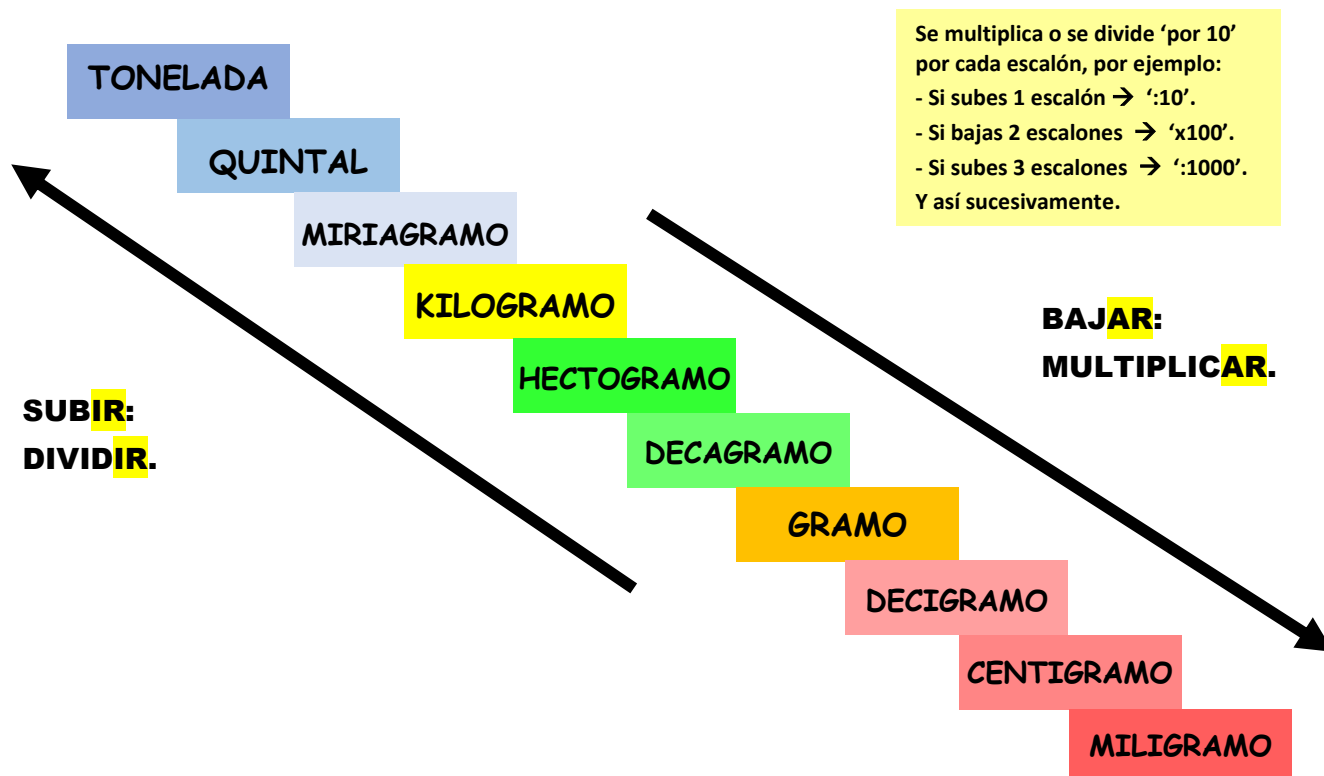 TONELADA
QUINTAL
MIRIAGRAMO
KILOGRAMO
HECTOGRAMO
DECAGRAMO
GRAMO
DECIGRAMO
CENTIGRAMO
MILIGRAMO
Se multiplica o se divide ‘por 10’
por cada escalón, por ejemplo:
- Si subes 1 escalón → ‘:10’.
- Si bajas 2 escalones → ‘x100’.
- Si subes 3 escalones → ‘:1000’.
Y así sucesivamente.
BAJAR:
MULTIPLICAR.
SUBIR:
DIVIDIR.